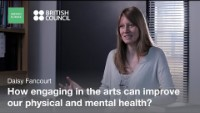 BRITISH
COUNCIL
Daisy Fancourt
How engaging in the arts can improve
our physical and mental health?